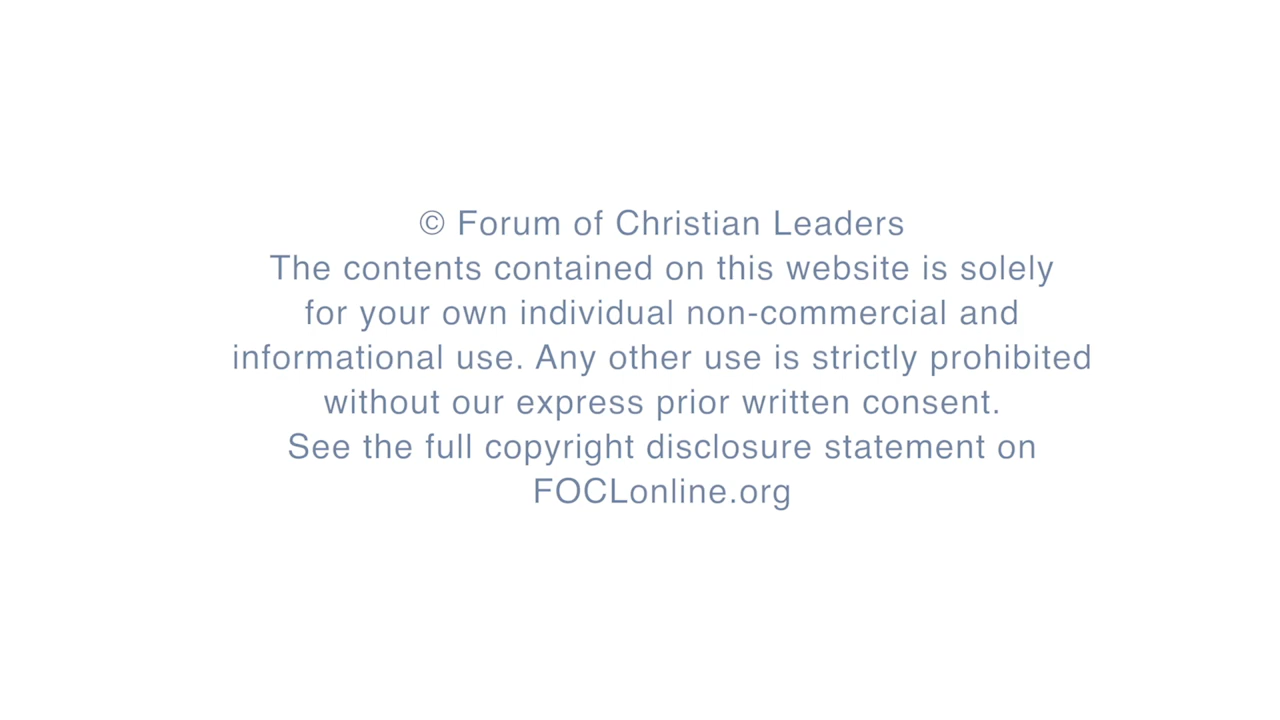 © Forum of Christian Leaders
The contents contained on this website is solely
for your own individual non-commercial and
informational use. Any other use is strictly prohibited
without our express prior written consent.
See the full copyright disclosure statement on
FOCLonline.org